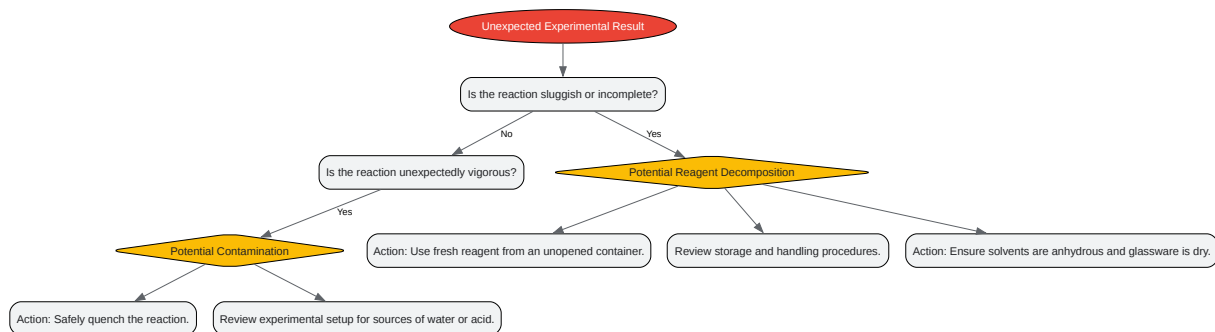 Unexpected Experimental Result
Is the reaction sluggish or incomplete?
No
Yes
Is the reaction unexpectedly vigorous?
Potential Reagent Decomposition
Yes
Potential Contamination
Action: Use fresh reagent from an unopened container.
Review storage and handling procedures.
Action: Ensure solvents are anhydrous and glassware is dry.
Action: Safely quench the reaction.
Review experimental setup for sources of water or acid.